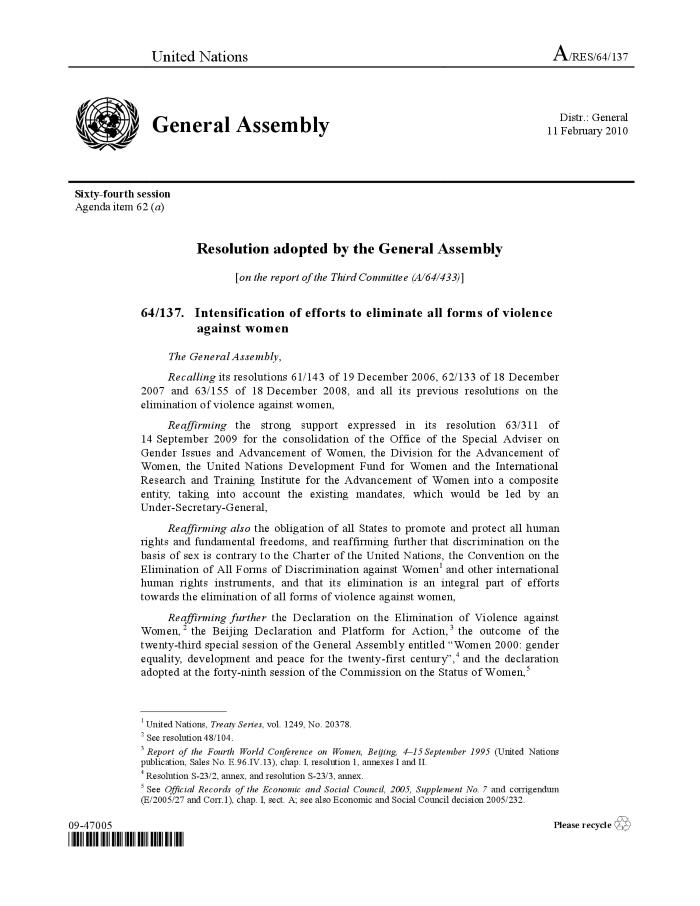 United Nations
A/RES/64/137
General Assembly
Distr.: General
11 February 2010
Sixty-fourth session
Agenda item 62 (a)
Resolution adopted by the General Assembly
[on the report of the Third Committee (A/64/433)]
64/137. Intensification of efforts to eliminate all forms of violence
against women
The General Assembly,
Recalling its resolutions 61/143 of 19 December 2006, 62/133 of 18 December
2007 and 63/155 of 18 December 2008, and all its previous resolutions on the
elimination of violence against women,
Reaffirming the strong support expressed in its resolution 63/311 of
14 September 2009 for the consolidation of the Office of the Special Adviser on
Gender Issues and Advancement of Women, the Division for the Advancement of
Women, the United Nations Development Fund for Women and the International
Research and Training Institute for the Advancement of Women into a composite
entity, taking into account the existing mandates, which would be led by an
Under-Secretary-General,
Reaffirming also the obligation of all States to promote and protect all human
rights and fundamental freedoms, and reaffirming further that discrimination on the
basis of sex is contrary to the Charter of the United Nations, the Convention on the
Elimination of All Forms of Discrimination against Women1 and other international
human rights instruments, and that its elimination is an integral part of efforts
towards the elimination of all forms of violence against women,
Reaffirming further the Declaration on the Elimination of Violence against
Women,2 the Beijing Declaration and Platform for Action,3 the outcome of the
twenty-third special session of the General Assembly entitled “Women 2000: gender
equality, development and peace for the twenty-first century”,4 and the declaration
adopted at the forty-ninth session of the Commission on the Status of Women,5
1 United Nations, Treaty Series, vol. 1249, No. 20378.
2 See resolution 48/104.
3 Report of the Fourth World Conference on Women, Beijing, 4–15 September 1995 (United Nations
publication, Sales No. E.96.IV.13), chap. I, resolution 1, annexes I and II.
4 Resolution S-23/2, annex, and resolution S-23/3, annex.
5 See Official Records of the Economic and Social Council, 2005, Supplement No. 7 and corrigendum
(E/2005/27 and Corr.1), chap. I, sect. A; see also Economic and Social Council decision 2005/232.
09-47005
Please recycle